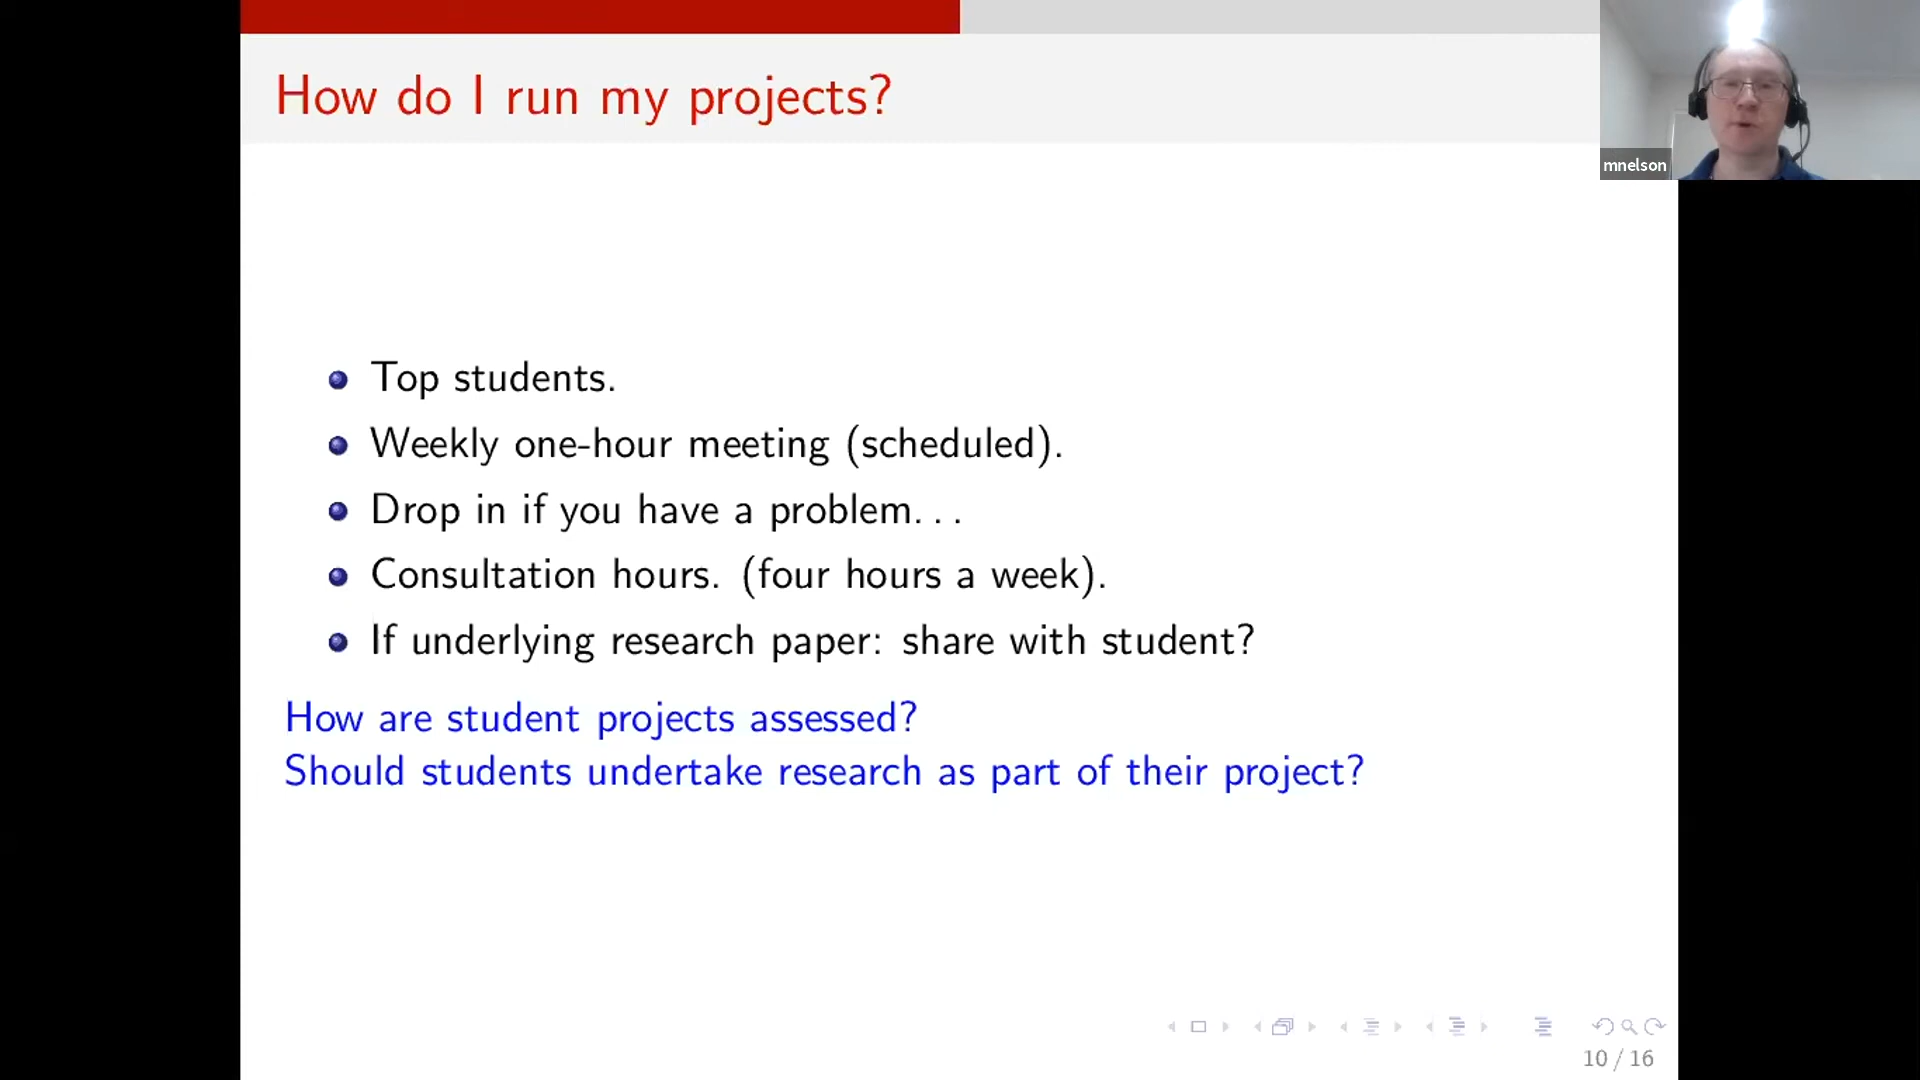 How do I run my projects?
mnelson
Top students.
Weekly one-hour meeting (scheduled).
Drop in if you have a problem. . .
Consultation hours. (four hours a week).
If underlying research paper: share with student?
How are student projects assessed?
Should students undertake research as part of their project?
10 / 16